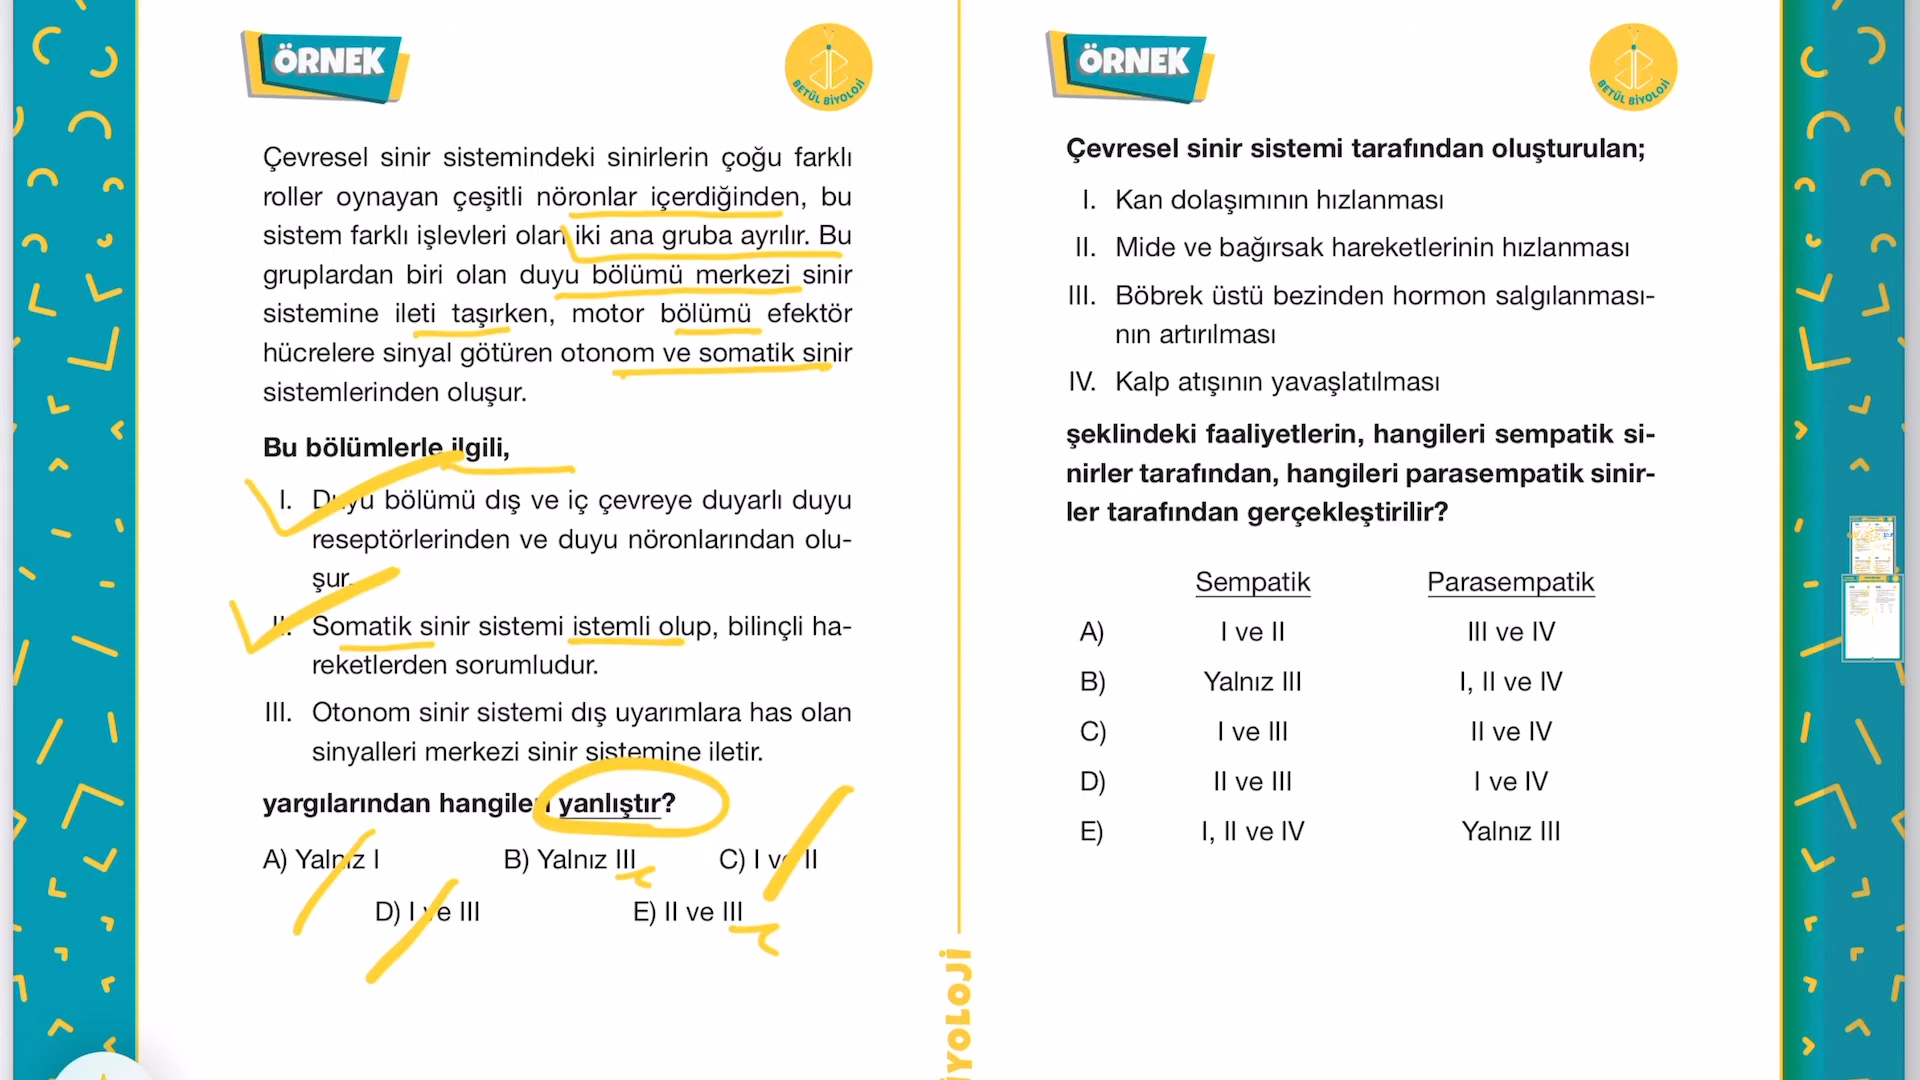 ÖRNEK
BETÜL BİYOLOJİ
Çevresel sinir sistemindeki sinirlerin çoğu farklı
roller oynayan çeşitli nöronlar içerdiğinden, bu
sistem farklı işlevleri olan iki ana gruba ayrılır. Bu
gruplardan biri olan duyu bölümü merkezi sinir
sistemine ileti taşırken, motor bölümü efektör
hücrelere sinyal götüren otonom ve somatik sinir
sistemlerinden oluşur.
Bu bölümlerle ilgili,
I. Duyu bölümü dış ve iç çevreye duyarlı duyu
reseptörlerinden ve duyu nöronlarından olu-
şur.
II. Somatik sinir sistemi istemli olup, bilinçli ha-
reketlerden sorumludur.
III. Otonom sinir sistemi dış uyarımlara has olan
sinyalleri merkezi sinir sistemine iletir.
yargılarından hangileri yanlıştır?
A) Yalnız I B) Yalnız III C) I ve II
D) I ve III E) II ve III
BİYOLOJİ
ÖRNEK
BETÜL BİYOLOJİ
Çevresel sinir sistemi tarafından oluşturulan;
I. Kan dolaşımının hızlanması
II. Mide ve bağırsak hareketlerinin hızlanması
III. Böbrek üstü bezinden hormon salgılanması-
nın artırılması
IV. Kalp atışının yavaşlatılması
şeklindeki faaliyetlerin, hangileri sempatik si-
nirler tarafından, hangileri parasempatik sinir-
ler tarafından gerçekleştirilir?
Sempatik Parasempatik
A) I ve II III ve IV
B) Yalnız III I, II ve IV
C) I ve III II ve IV
D) II ve III I ve IV
E) I, II ve IV Yalnız III